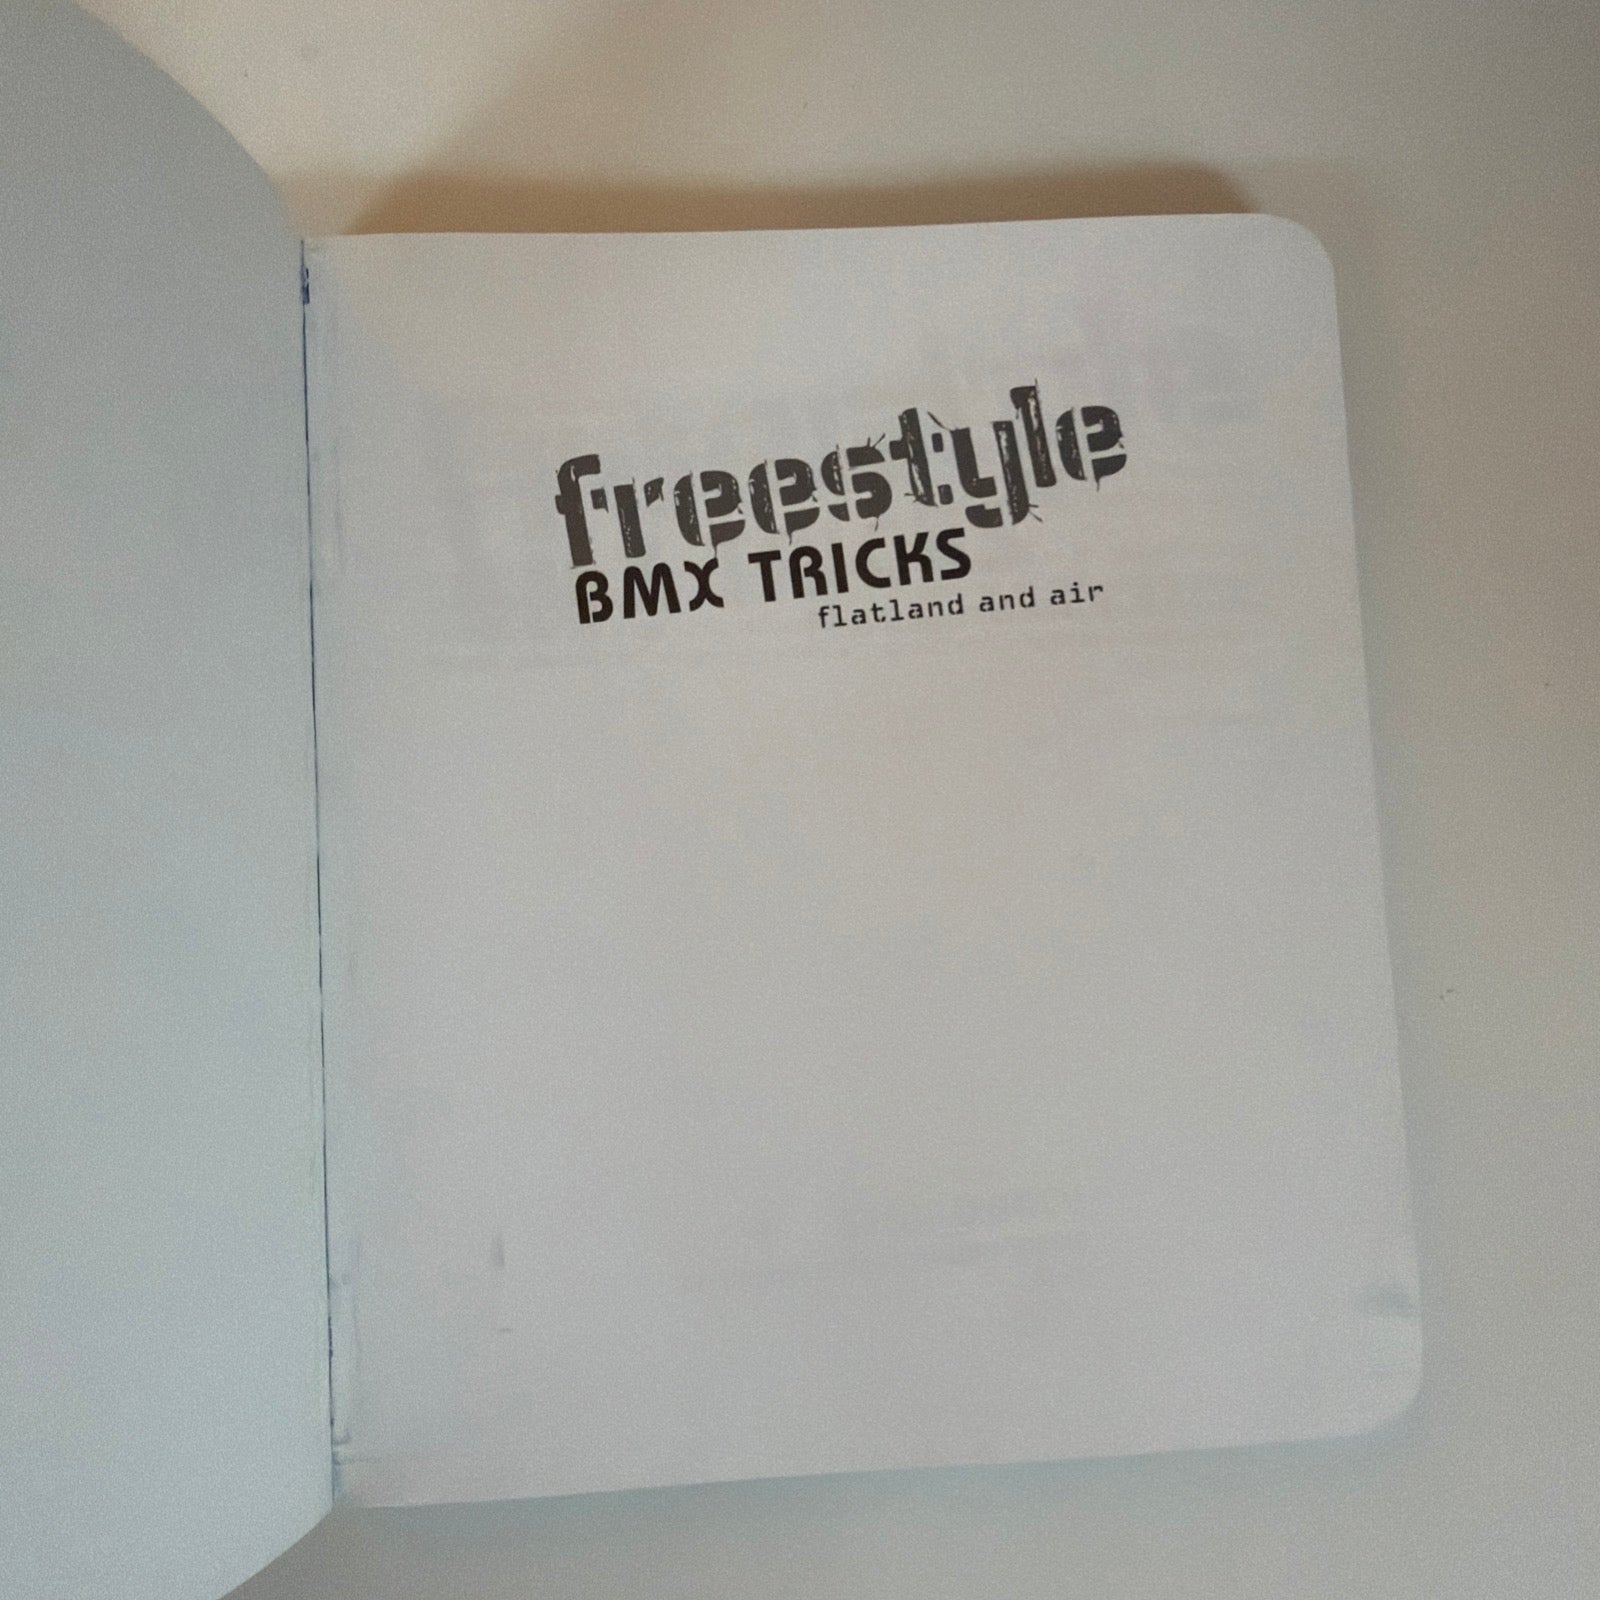 freestyle
BMX TRICKS
flatland and air